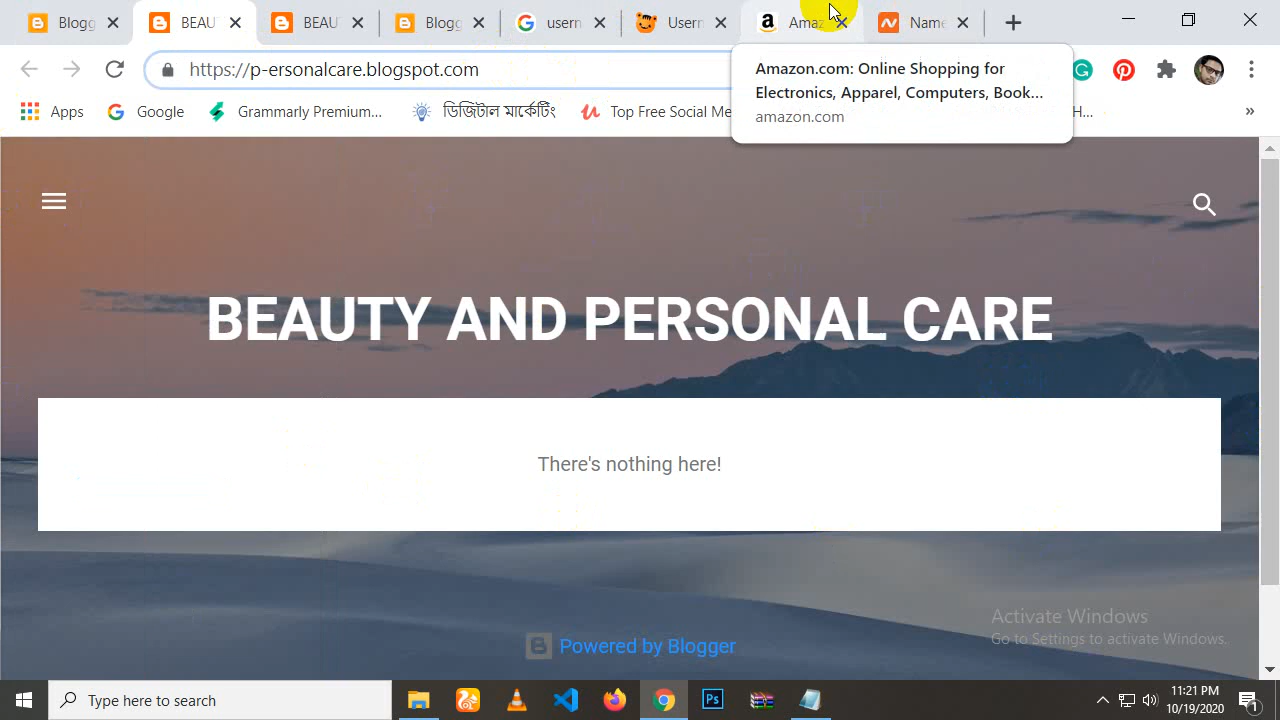 Blogg
BEAU
BEAU
Blogg
usern
Usern
Amaz
Name
https://p-ersonalcare.blogspot.com
Amazon.com: Online Shopping for
Electronics, Apparel, Computers, Book...
amazon.com
Apps
Google
Grammarly Premium...
ডিজিটাল মার্কেটিং
Top Free Social Me
H...
BEAUTY AND PERSONAL CARE
There's nothing here!
Activate Windows
Go to Settings to activate Windows.
Powered by Blogger
Type here to search
11:21 PM
10/19/2020